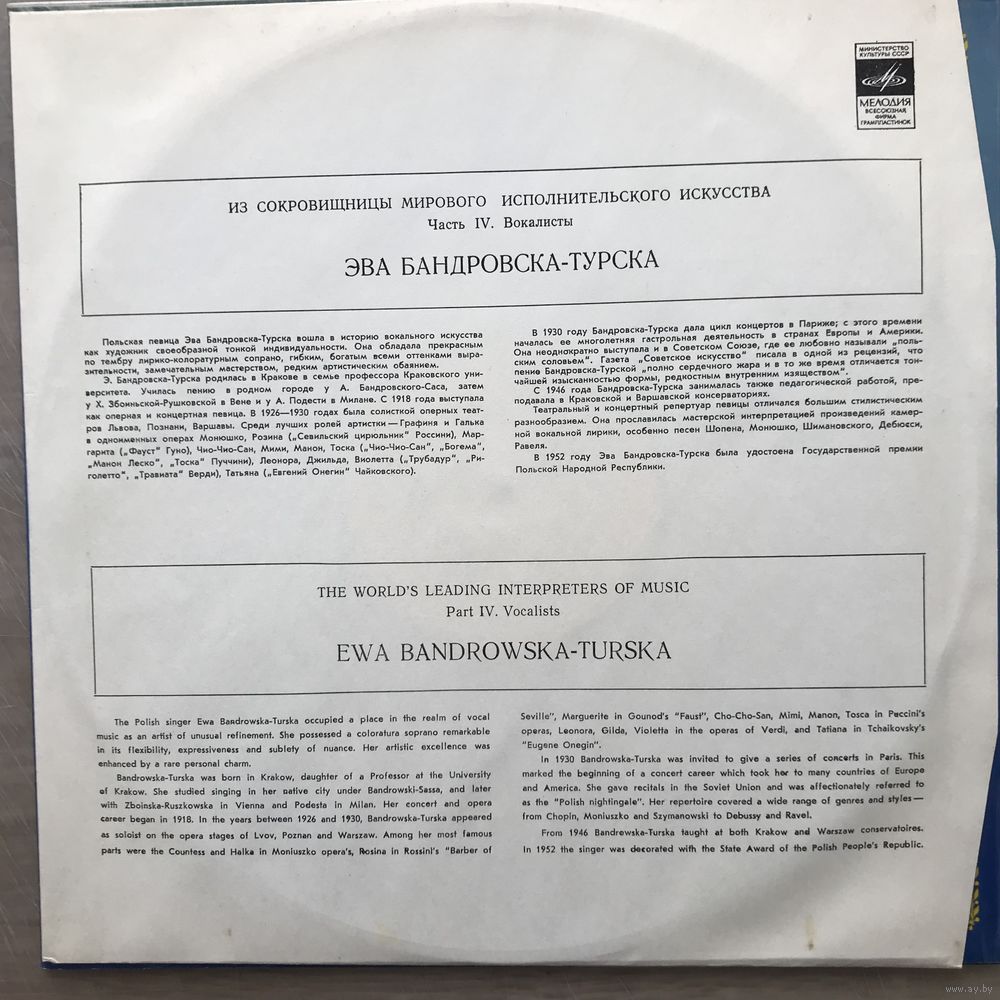 МИНИСТЕРСТВО
КУЛЬТУРЫ СССР
МЕЛОДИЯ
ВСЕСОЮЗНАЯ
ФИРМА
ГРАМПЛАСТИНОК
ИЗ СОКРОВИЩНИЦЫ МИРОВОГО ИСПОЛНИТЕЛЬСКОГО ИСКУССТВА
Часть IV. Вокалисты
ЭВА БАНДРОВСКА-ТУРСКА
Польская певица Эва Бандровска-Турска вошла в историю вокального искусства
как художник своеобразной тонкой индивидуальности. Она обладала прекрасным
по тембру лирико-колоратурным сопрано, гибким, богатым всеми оттенками выра-
зительности, замечательным мастерством, редким артистическим обаянием.
Э. Бандровска-Турска родилась в Кракове в семье профессора Краковского уни-
верситета. Училась пению в родном городе у А. Бандровского-Саса, затем
у Х. Збоиньской-Рушковской в Вене и у А. Подести в Милане. С 1918 года выступала
как оперная и концертная певица. В 1926—1930 годах была солисткой оперных теат-
ров Львова, Познани, Варшавы. Среди лучших ролей артистки — Графиня и Галька
в одноименных операх Монюшко, Розина („Севильский цирюльник" Россини), Мар-
гарита („Фауст" Гуно), Чио-Чио-Сан, Мими, Манон, Тоска („Чио-Чио-Сан", „Богема",
„Манон Леско", „Тоска" Пуччини), Леонора, Джильда, Виолетта („Трубадур", „Ри-
голетто", „Травиата" Верди), Татьяна („Евгений Онегин" Чайковского).
В 1930 году Бандровска-Турска дала цикл концертов в Париже; с этого времени
началась ее многолетняя гастрольная деятельность в странах Европы и Америки.
Она неоднократно выступала и в Советском Союзе, где ее любовно называли „поль-
ским соловьем". Газета „Советское искусство" писала в одной из рецензий, что
пение Бандровской „полно сердечного жара и в то же время отличается тон-
чайшей изысканностью формы, редкостным внутренним изяществом".
С 1946 года Бандровска-Турска занималась также педагогической работой, пре-
подавала в Краковской и Варшавской консерваториях.
Театральный и концертный репертуар певицы отличался большим стилистическим
разнообразием. Она прославилась мастерской интерпретацией произведений камер-
ной вокальной лирики, особенно песен Шопена, Монюшко, Шимановского, Дебюсси,
Равеля.
В 1952 году Эва Бандровска-Турска была удостоена Государственной премии
Польской Народной Республики.
THE WORLD'S LEADING INTERPRETERS OF MUSIC
Part IV. Vocalists
EWA BANDROWSKA-TURSKA
The Polish singer Ewa Bandrowska-Turska occupied a place in the realm of vocal
music as an artist of unusual refinement. She possessed a coloratura soprano remarkable
in its flexibility, expressiveness and sublety of nuance. Her artistic excellence was
enhanced by a rare personal charm.
Bandrowska-Turska was born in Krakow, daughter of a Professor at the University
of Krakow. She studied singing in her native city under Bandrowski-Sassa, and later
with Zboinska-Ruszkowska in Vienna and Podesta in Milan. Her concert and opera
career began in 1918. In the years between 1926 and 1930, Bandrowska-Turska appeared
as soloist on the opera stages of Lvov, Poznan and Warszaw. Among her most famous
parts were the Countess and Halka in Moniuszko opera's, Rosina in Rossini's "Barber of
Seville", Marguerite in Gounod's "Faust", Cho-Cho-San, Mimi, Manon, Tosca in Puccini's
operas, Leonora, Gilda, Violetta in the operas of Verdi, and Tatiana in Tchaikovsky's
"Eugene Onegin".
In 1930 Bandrowska-Turska was invited to give a series of concerts in Paris. This
marked the beginning of a concert career which took her to many countries of Europe
and America. She gave recitals in the Soviet Union and was affectionately referred to
as the "Polish nightingale". Her repertoire covered a wide range of genres and styles —
from Chopin, Moniuszko and Szymanowski to Debussy and Ravel.
From 1946 Bandrewska-Turska taught at both Krakow and Warszaw conservatoires.
In 1952 the singer was decorated with the State Award of the Polish People's Republic.
www.ay.by